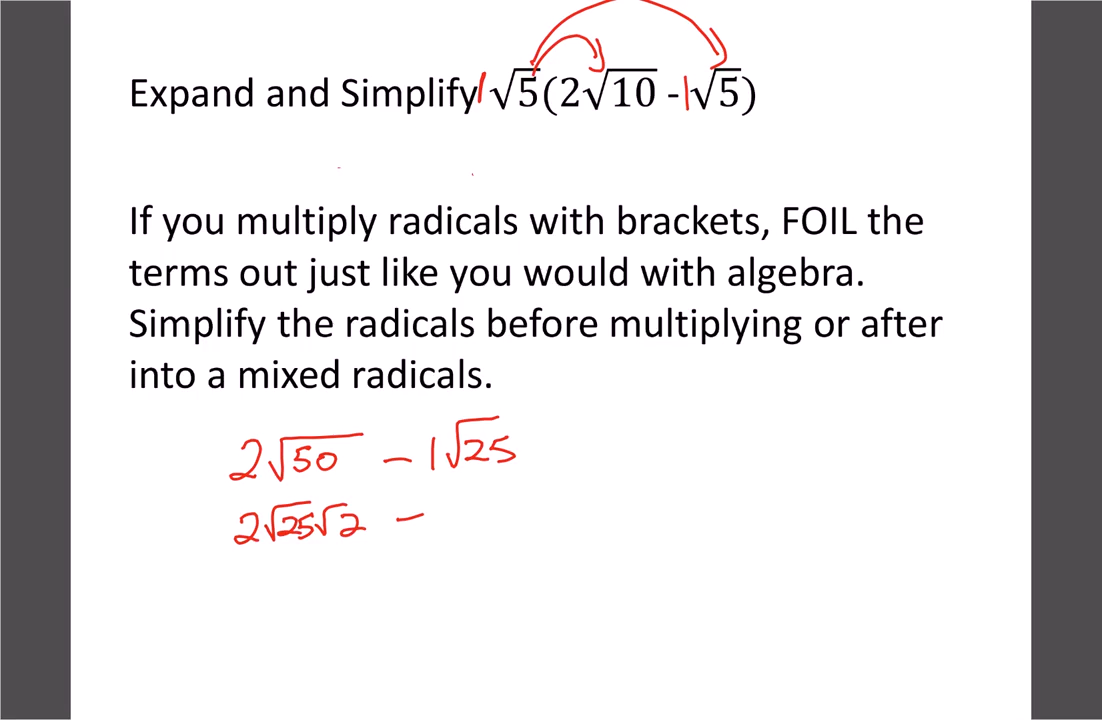 Expand and Simplify 1√5(2√10 - 1√5)
If you multiply radicals with brackets, FOIL the
terms out just like you would with algebra.
Simplify the radicals before multiplying or after
into a mixed radicals.
2√50 – 1√25
2√25√2 –